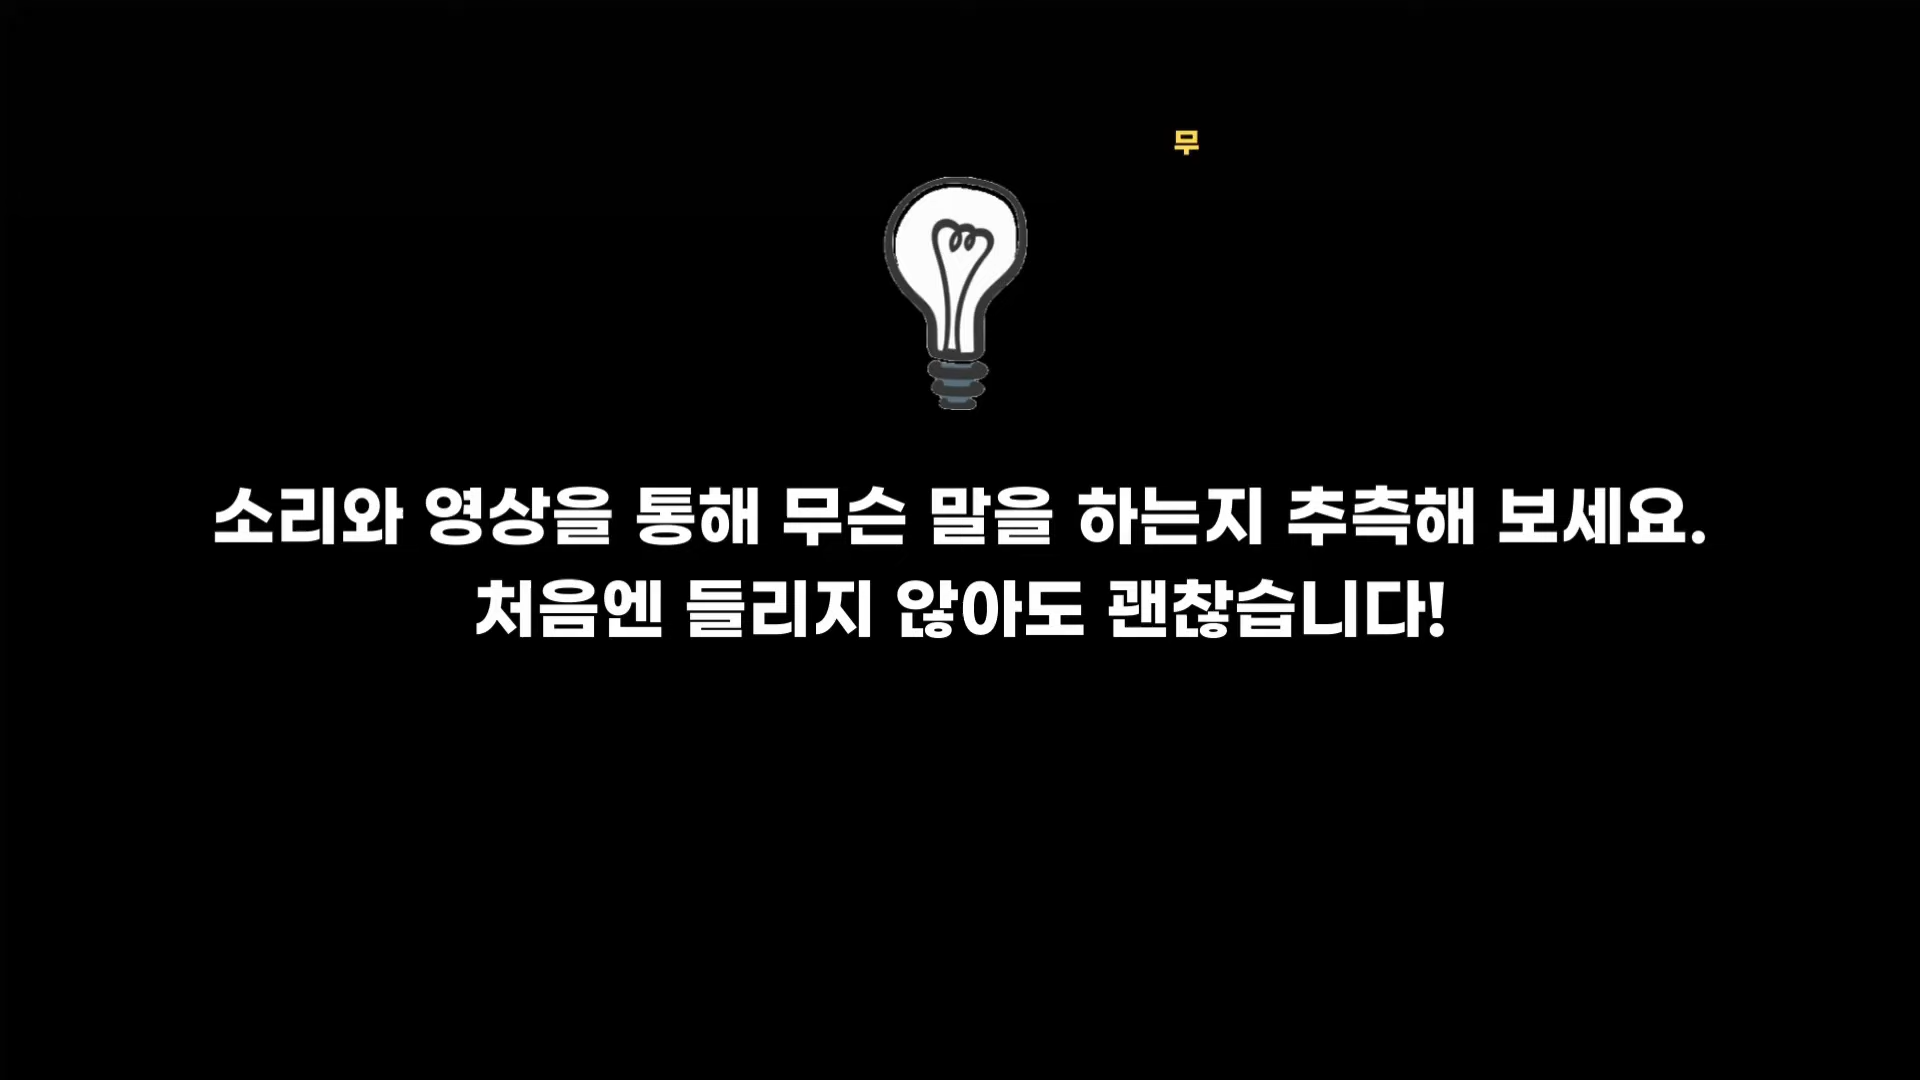 무
소리와 영상을 통해 무슨 말을 하는지 추측해 보세요.
처음엔 들리지 않아도 괜찮습니다!